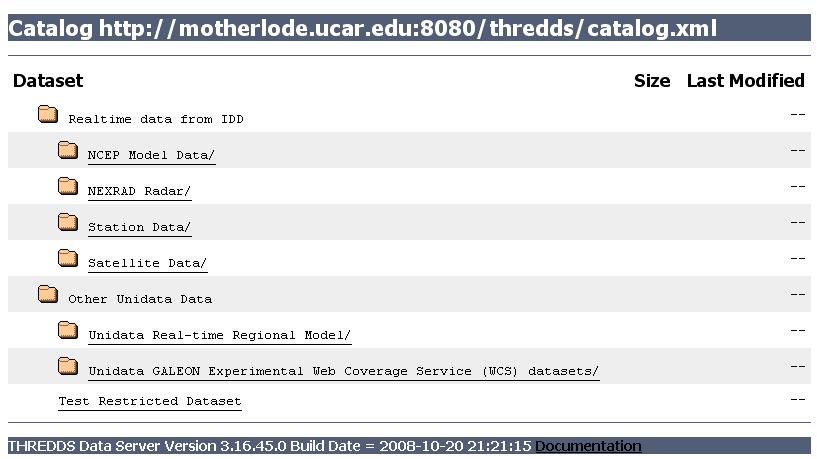 Catalog http://motherlode.ucar.edu:8080/thredds/catalog.xml
Dataset Size Last Modified
Realtime data from IDD --
NCEP Model Data/ --
NEXRAD Radar/ --
Station Data/ --
Satellite Data/ --
Other Unidata Data --
Unidata Real-time Regional Model/ --
Unidata GALEON Experimental Web Coverage Service (WCS) datasets/ --
Test Restricted Dataset --
THREDDS Data Server Version 3.16.45.0 Build Date = 2008-10-20 21:21:15 Documentation